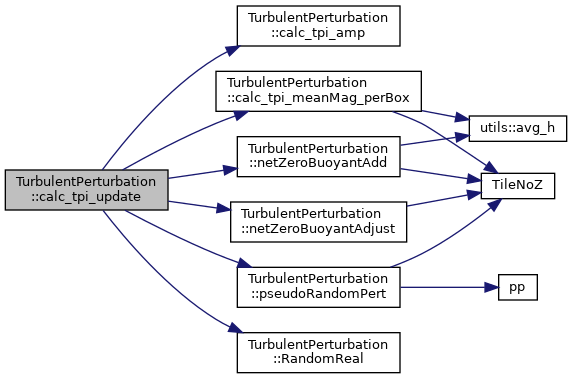 TurbulentPerturbation
::calc_tpi_amp
TurbulentPerturbation
::calc_tpi_meanMag_perBox
utils::avg_h
TurbulentPerturbation
::netZeroBuoyantAdd
TurbulentPerturbation
::calc_tpi_update
TileNoZ
TurbulentPerturbation
::netZeroBuoyantAdjust
TurbulentPerturbation
::pseudoRandomPert
pp
TurbulentPerturbation
::RandomReal